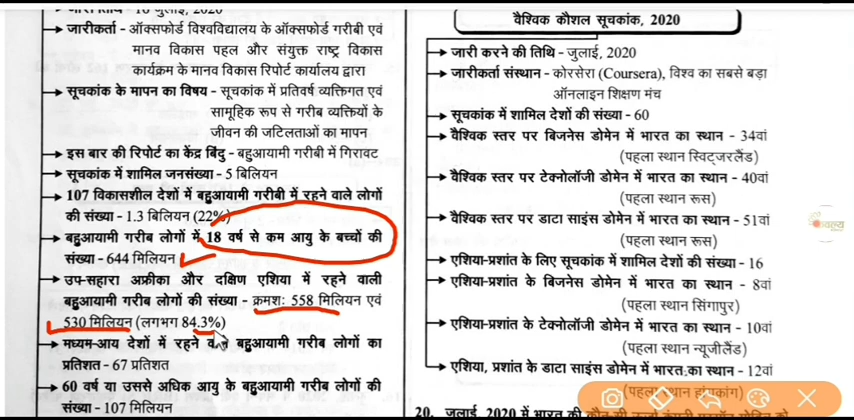 → जारीकर्ता - ऑक्सफोर्ड विश्वविद्यालय के ऑक्सफोर्ड गरीबी एवं
मानव विकास पहल और संयुक्त राष्ट्र विकास
कार्यक्रम के मानव विकास रिपोर्ट कार्यालय द्वारा
→ सूचकांक के मापन का विषय - सूचकांक में प्रतिवर्ष व्यक्तिगत एवं
सामूहिक रूप से गरीब व्यक्तियों के
जीवन की जटिलताओं का मापन
→ इस बार की रिपोर्ट का केंद्र बिंदु - बहुआयामी गरीबी में गिरावट
→ सूचकांक में शामिल जनसंख्या - 5 बिलियन
→ 107 विकासशील देशों में बहुआयामी गरीबी में रहने वाले लोगों
की संख्या - 1.3 बिलियन (22%)
→ बहुआयामी गरीब लोगों में 18 वर्ष से कम आयु के बच्चों की
संख्या - 644 मिलियन
→ उप-सहारा अफ्रीका और दक्षिण एशिया में रहने वाली
बहुआयामी गरीब लोगों की संख्या - क्रमशः 558 मिलियन एवं
530 मिलियन (लगभग 84.3%)
→ मध्यम-आय देशों में रहने बहुआयामी गरीब लोगों का
प्रतिशत - 67 प्रतिशत
→ 60 वर्ष या उससे अधिक आयु के बहुआयामी गरीब लोगों की
संख्या - 107 मिलियन
वैश्विक कौशल सूचकांक, 2020
→ जारी करने की तिथि - जुलाई, 2020
→ जारीकर्ता संस्थान - कोरसेरा (Coursera), विश्व का सबसे बड़ा
ऑनलाइन शिक्षण मंच
→ सूचकांक में शामिल देशों की संख्या - 60
→ वैश्विक स्तर पर बिजनेस डोमेन में भारत का स्थान - 34वां
(पहला स्थान स्विट्जरलैंड)
→ वैश्विक स्तर पर टेक्नोलॉजी डोमेन में भारत का स्थान - 40वां
(पहला स्थान रूस)
→ वैश्विक स्तर पर डाटा साइंस डोमेन में भारत का स्थान - 51वां
(पहला स्थान रूस)
→ एशिया-प्रशांत के लिए सूचकांक में शामिल देशों की संख्या - 16
→ एशिया-प्रशांत के बिजनेस डोमेन में भारत का स्थान - 8वां
(पहला स्थान सिंगापुर)
→ एशिया-प्रशांत के टेक्नोलॉजी डोमेन में भारत का स्थान - 10वां
(पहला स्थान न्यूजीलैंड)
→ एशिया, प्रशांत के डाटा साइंस डोमेन में भारत का स्थान - 12वां
(पहला स्थान हांगकांग)
20. जुलाई, 2020 में भारत की